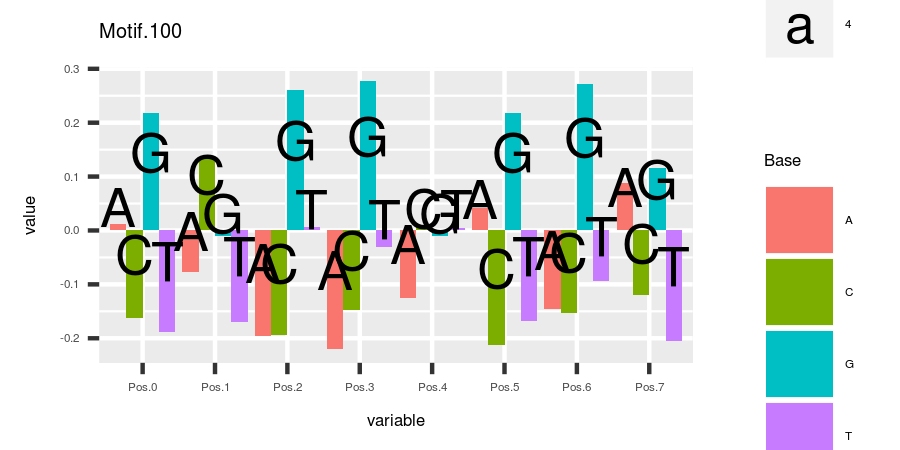 Motif.100
a 4
0.3
0.2
0.1
0.0
-0.1
-0.2
value
A C G T A C G T A C G T A C G T A C G T A C G T A C G T A C G T
Pos.0 Pos.1 Pos.2 Pos.3 Pos.4 Pos.5 Pos.6 Pos.7
variable
Base
A
C
G
T